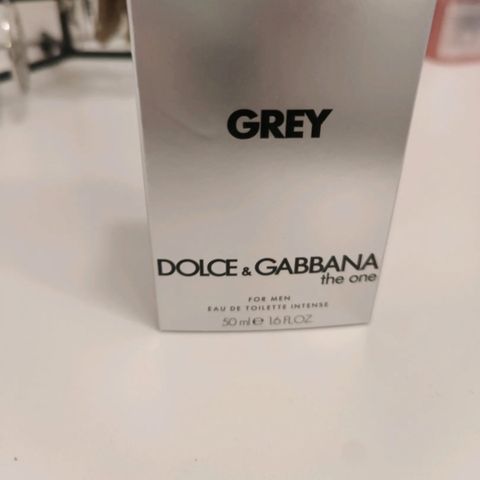 GREY
DOLCE & GABBANA
the one
FOR MEN
EAU DE TOILETTE INTENSE
50 ml ℮ 1.6 FL.OZ.